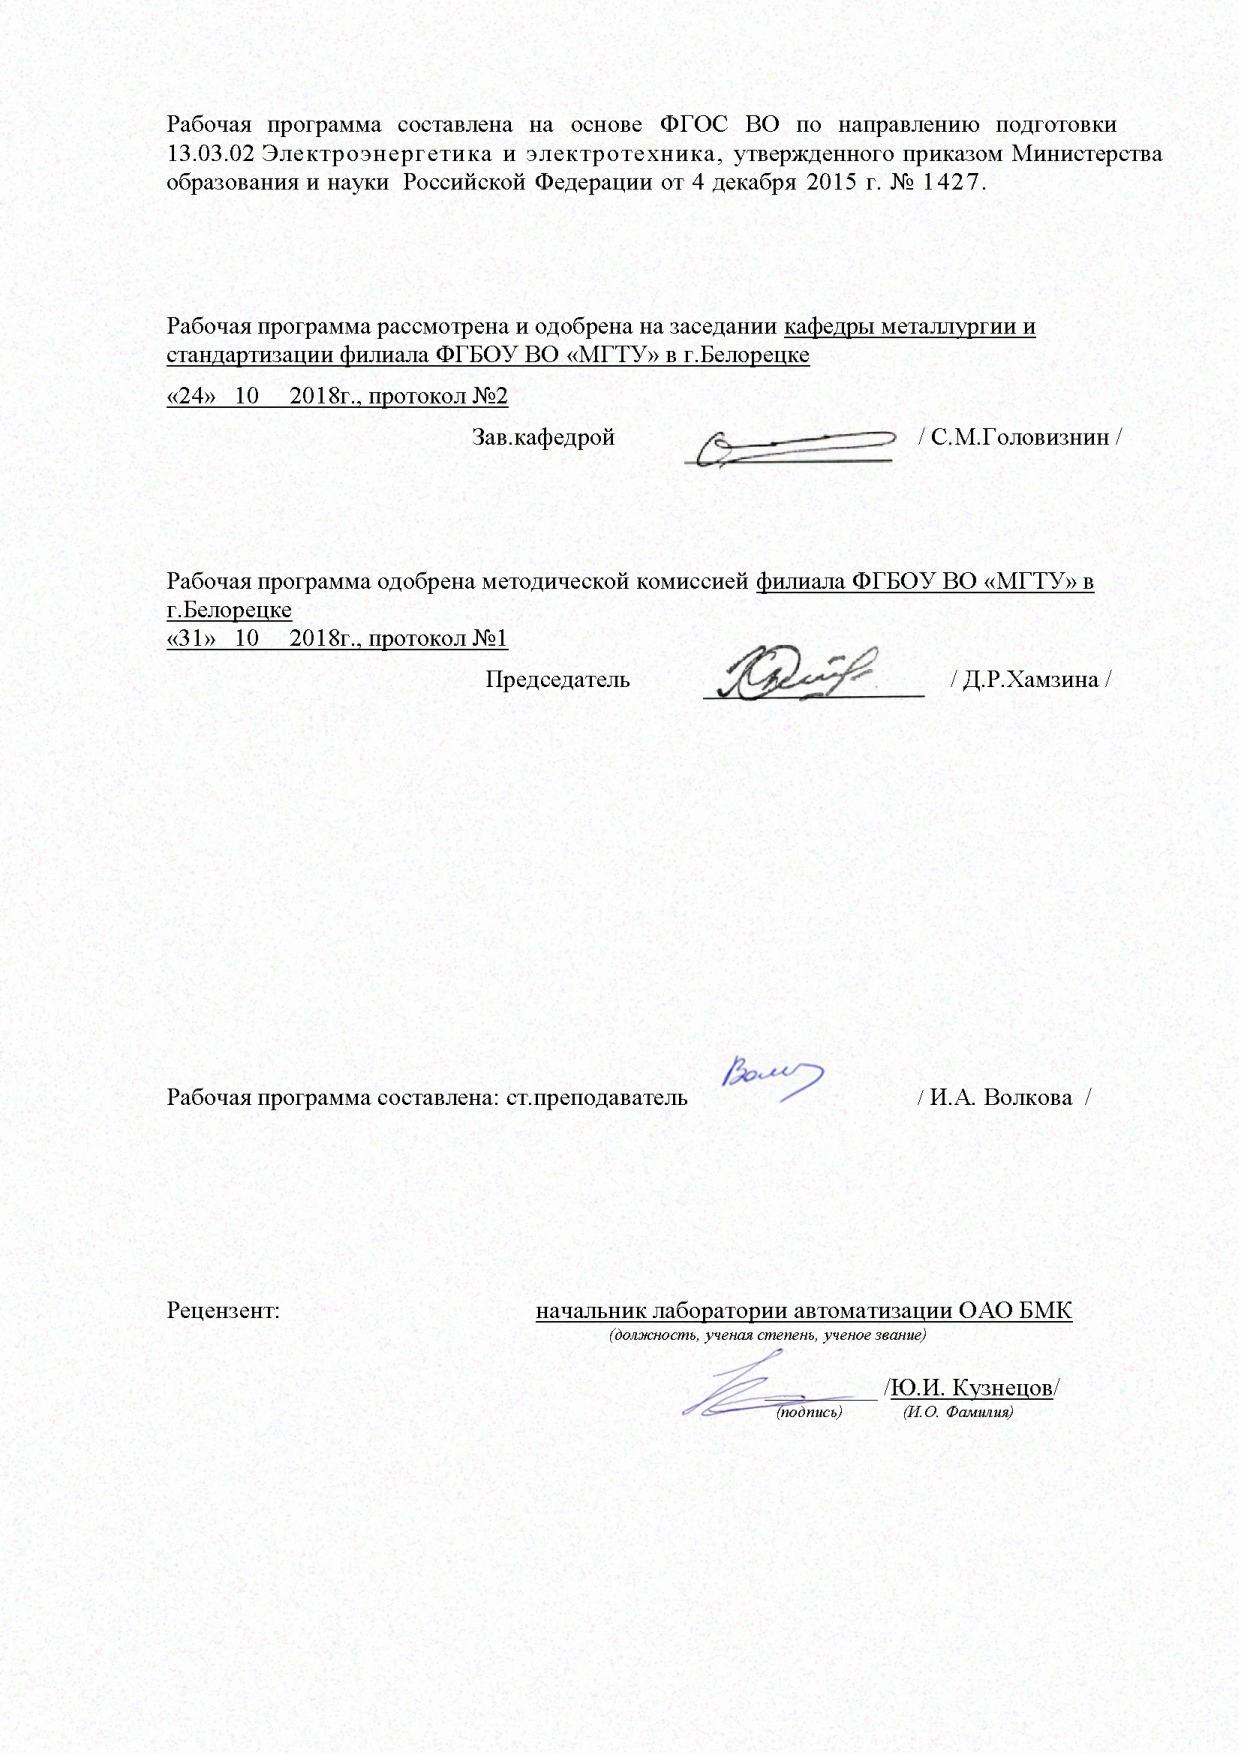 Рабочая программа составлена на основе ФГОС ВО по направлению подготовки
13.03.02 Электроэнергетика и электротехника, утвержденного приказом Министерства
образования и науки Российской Федерации от 4 декабря 2015 г. № 1427.
Рабочая программа рассмотрена и одобрена на заседании кафедры металлургии и
стандартизации филиала ФГБОУ ВО «МГТУ» в г.Белорецке
«24» 10 2018г., протокол №2
Зав.кафедрой / С.М.Головизнин /
Рабочая программа одобрена методической комиссией филиала ФГБОУ ВО «МГТУ» в
г.Белорецке
«31» 10 2018г., протокол №1
Председатель / Д.Р.Хамзина /
Рабочая программа составлена: ст.преподаватель / И.А. Волкова /
Рецензент: начальник лаборатории автоматизации ОАО БМК
(должность, ученая степень, ученое звание)
/Ю.И. Кузнецов/
(подпись) (И.О. Фамилия)